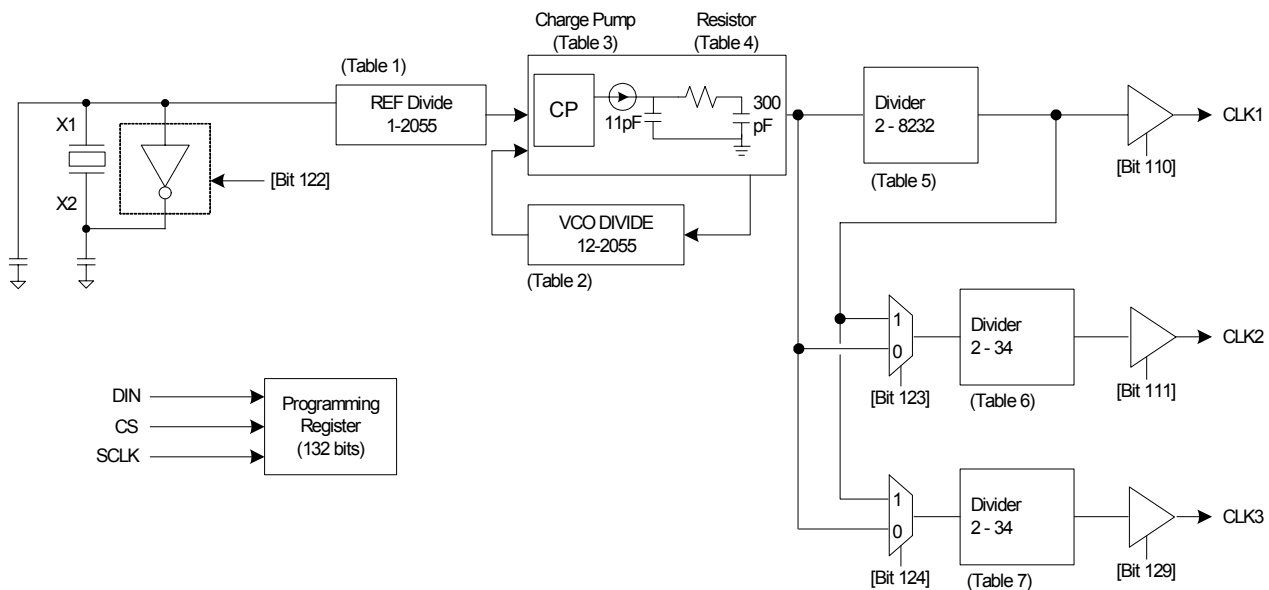 Charge Pump
(Table 3)
Resistor
(Table 4)
(Table 1)
REF Divide
1-2055
CP
11pF
300
pF
Divider
2 - 8232
(Table 5)
CLK1
[Bit 110]
X1
X2
[Bit 122]
VCO DIVIDE
12-2055
(Table 2)
1
0
[Bit 123]
Divider
2 - 34
(Table 6)
CLK2
[Bit 111]
DIN
CS
SCLK
Programming
Register
(132 bits)
1
0
[Bit 124]
Divider
2 - 34
(Table 7)
CLK3
[Bit 129]